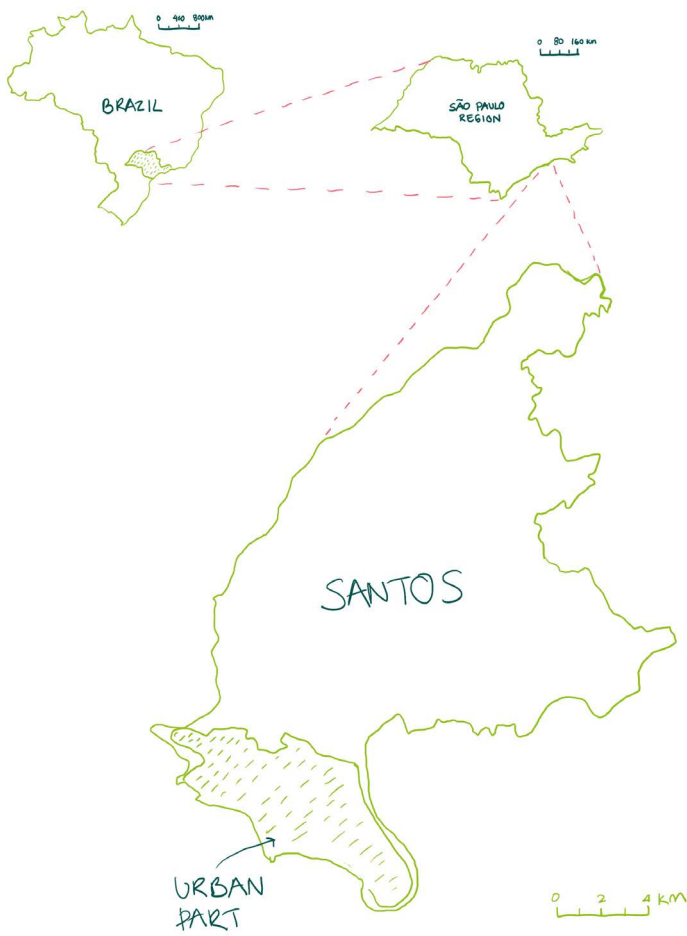 0 400 800km
BRAZIL
0 80 160 km
SÃO PAULO
REGION
SANTOS
URBAN
PART
0 2 4 KM